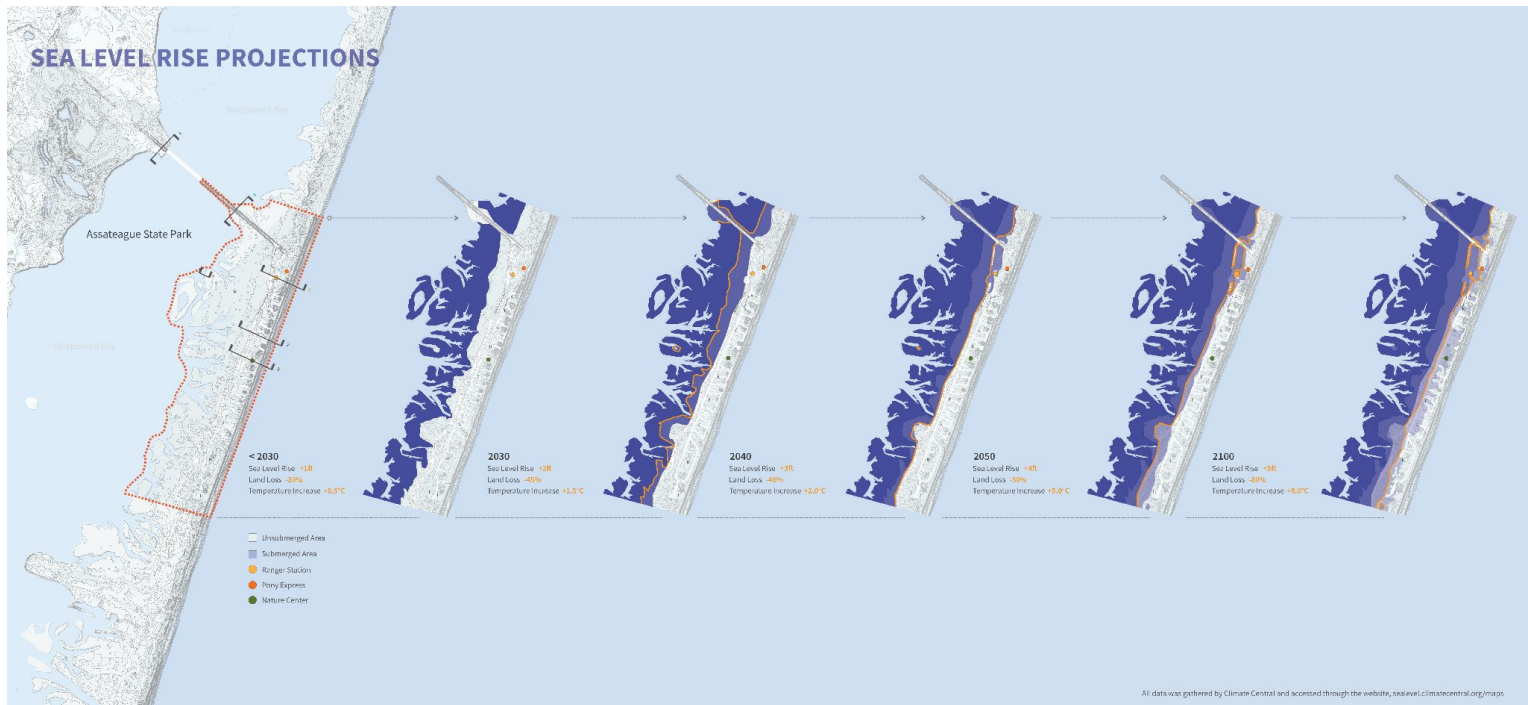 SEA LEVEL RISE PROJECTIONS
Sinepuxent Bay
Assateague State Park
Sinepuxent Bay
< 2030
Sea Level Rise +1ft
Land Loss -30%
Temperature Increase +0.5°C
2030
Sea Level Rise +2ft
Land Loss -45%
Temperature Increase +1.5°C
2040
Sea Level Rise +3ft
Land Loss -46%
Temperature Increase +2.0°C
2050
Sea Level Rise +4ft
Land Loss -50%
Temperature Increase +5.0°C
2100
Sea Level Rise +5ft
Land Loss -80%
Temperature Increase +8.0°C
Unsubmerged Area
Submerged Area
Ranger Station
Pony Express
Nature Center
All data was gathered by Climate Central and accessed through the website, sealevel.climatecentral.org/maps